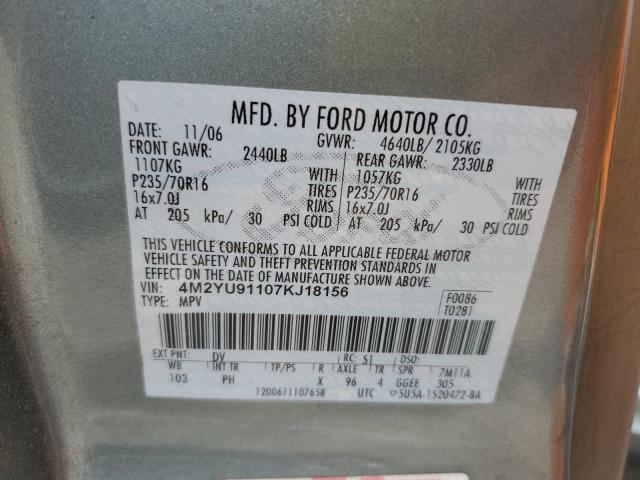 MFD. BY FORD MOTOR CO.
DATE: 11/06 GVWR: 4640LB/ 2105KG
FRONT GAWR: 2440LB REAR GAWR: 2330LB
1107KG WITH 1057KG WITH
P235/70R16 TIRES P235/70R16 TIRES
16x7.0J RIMS 16x7.0J RIMS
AT 205 kPa/ 30 PSI COLD AT 205 kPa/ 30 PSI COLD
THIS VEHICLE CONFORMS TO ALL APPLICABLE FEDERAL MOTOR
VEHICLE SAFETY AND THEFT PREVENTION STANDARDS IN
EFFECT ON THE DATE OF MANUFACTURE SHOWN ABOVE.
VIN: 4M2YU91107KJ18156 F0086
TYPE: MPV T0281
EXT PNT: DV RC: 51 DSO:
WB INT TR TP/PS R AXLE TR SPR 7M11A
103 PH X 96 4 GGEE 305
1200611107658 UTC 5U5A-1520472-BA